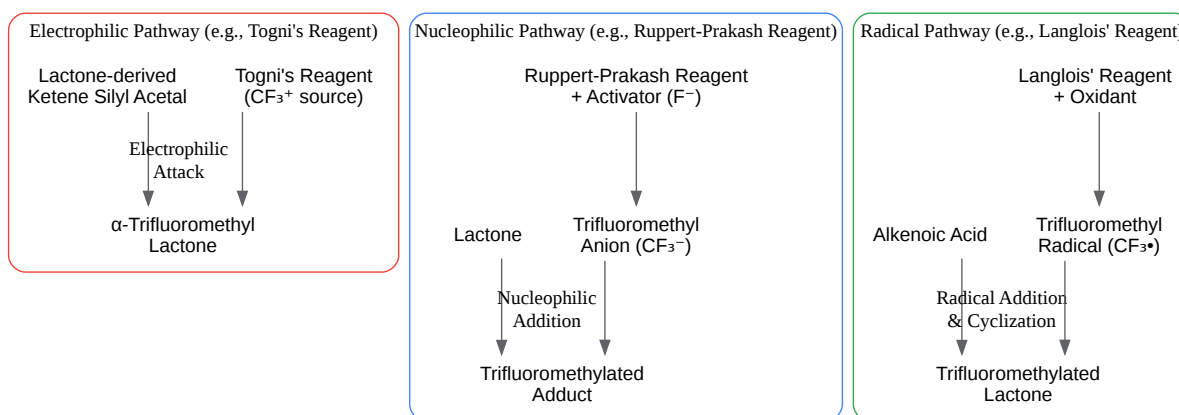 Electrophilic Pathway (e.g., Togni's Reagent)
Lactone-derived
Ketene Silyl Acetal
Togni's Reagent
(CF₃⁺ source)
Electrophilic
Attack
α-Trifluoromethyl
Lactone
Nucleophilic Pathway (e.g., Ruppert-Prakash Reagent)
Ruppert-Prakash Reagent
+ Activator (F⁻)
Lactone
Trifluoromethyl
Anion (CF₃⁻)
Nucleophilic
Addition
Trifluoromethylated
Adduct
Radical Pathway (e.g., Langlois' Reagent)
Langlois' Reagent
+ Oxidant
Alkenoic Acid
Trifluoromethyl
Radical (CF₃•)
Radical Addition
& Cyclization
Trifluoromethylated
Lactone